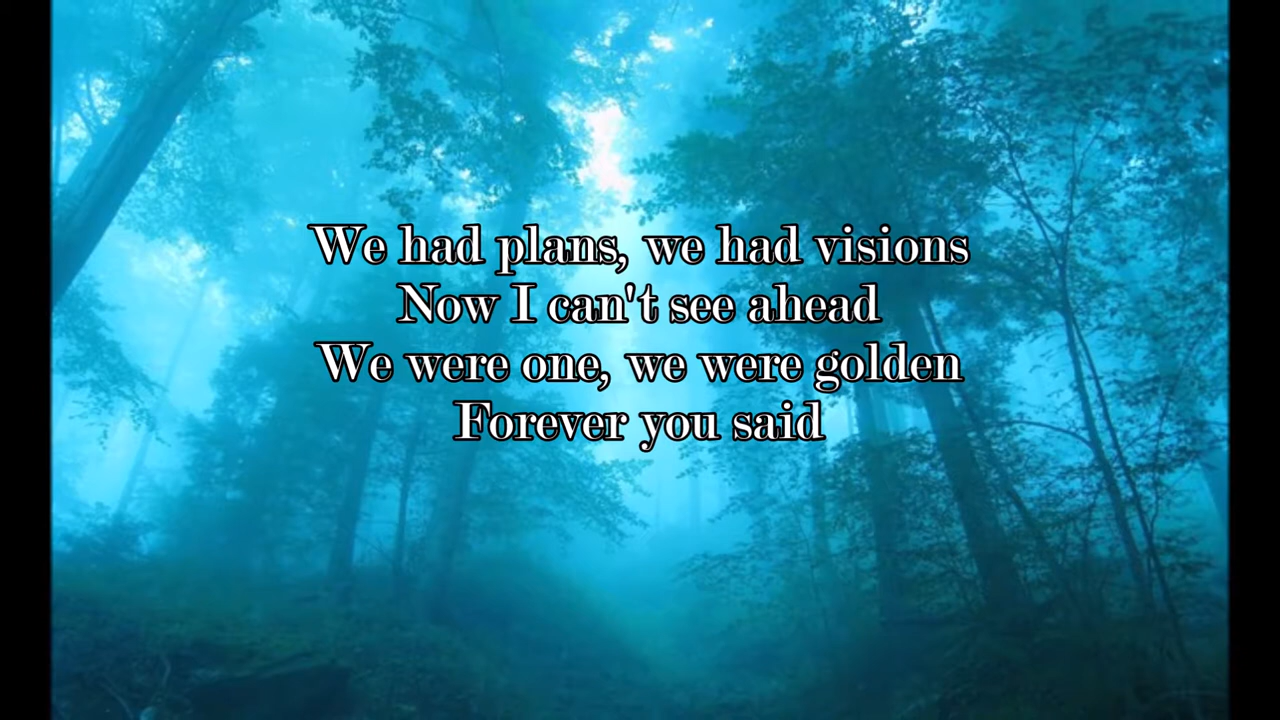 We had plans, we had visions
Now I can't see ahead
We were one, we were golden
Forever you said